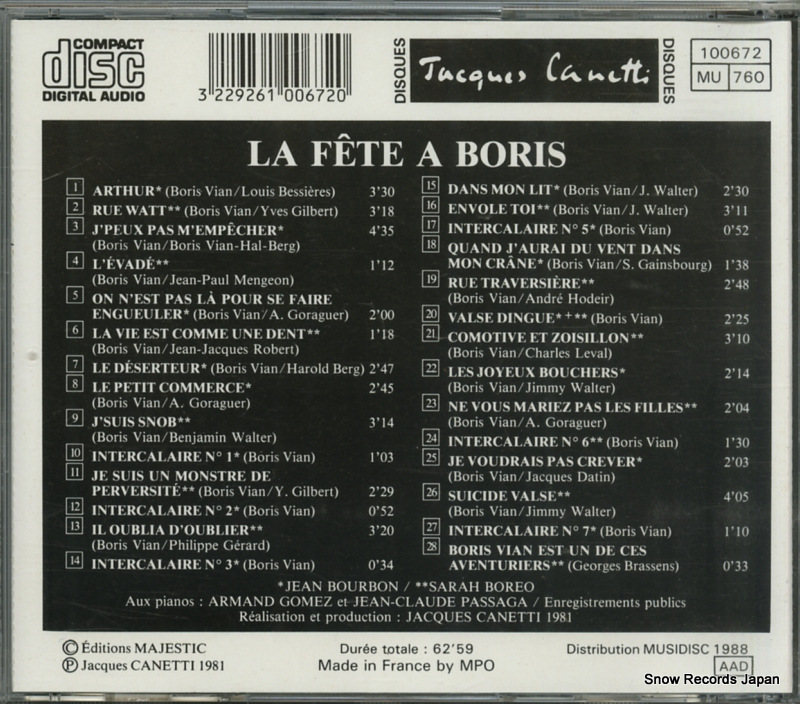 COMPACT
disc
DIGITAL AUDIO
3 229261 006720
DISQUES
Jacques Canetti
DISQUES
100672
MU 760
LA FÊTE A BORIS
1 ARTHUR* (Boris Vian/Louis Bessières) 3'30
2 RUE WATT** (Boris Vian/Yves Gilbert) 3'18
3 J'PEUX PAS M'EMPÊCHER* 4'35
(Boris Vian/Boris Vian-Hal-Berg)
4 L'ÉVADÉ** 1'12
(Boris Vian/Jean-Paul Mengeon)
5 ON N'EST PAS LÀ POUR SE FAIRE
ENGUEULER* (Boris Vian/A. Goraguer) 2'00
6 LA VIE EST COMME UNE DENT** 1'18
(Boris Vian/Jean-Jacques Robert)
7 LE DÉSERTEUR* (Boris Vian/Harold Berg) 2'47
8 LE PETIT COMMERCE* 2'45
(Boris Vian/A. Goraguer)
9 J'SUIS SNOB** 3'14
(Boris Vian/Benjamin Walter)
10 INTERCALAIRE N° 1* (Boris Vian) 1'03
11 JE SUIS UN MONSTRE DE
PERVERSITÉ** (Boris Vian/Y. Gilbert) 2'29
12 INTERCALAIRE N° 2* (Boris Vian) 0'52
13 IL OUBLIA D'OUBLIER** 3'20
(Boris Vian/Philippe Gérard)
14 INTERCALAIRE N° 3* (Boris Vian) 0'34
15 DANS MON LIT* (Boris Vian/J. Walter) 2'30
16 ENVOLE TOI** (Boris Vian/J. Walter) 3'11
17 INTERCALAIRE N° 5* (Boris Vian) 0'52
18 QUAND J'AURAI DU VENT DANS
MON CRÂNE* (Boris Vian/S. Gainsbourg) 1'38
19 RUE TRAVERSIÈRE** 2'48
(Boris Vian/André Hodeir)
20 VALSE DINGUE*+** (Boris Vian) 2'25
21 COMOTIVE ET ZOISILLON** 3'10
(Boris Vian/Charles Leval)
22 LES JOYEUX BOUCHERS* 2'14
(Boris Vian/Jimmy Walter)
23 NE VOUS MARIEZ PAS LES FILLES** 2'04
(Boris Vian/A. Goraguer)
24 INTERCALAIRE N° 6** (Boris Vian) 1'30
25 JE VOUDRAIS PAS CREVER* 2'03
(Boris Vian/Jacques Datin)
26 SUICIDE VALSE** 4'05
(Boris Vian/Jimmy Walter)
27 INTERCALAIRE N° 7* (Boris Vian) 1'10
28 BORIS VIAN EST UN DE CES
AVENTURIERS** (Georges Brassens) 0'33
*JEAN BOURBON / **SARAH BOREO
Aux pianos : ARMAND GOMEZ et JEAN-CLAUDE PASSAGA / Enregistrements publics
Réalisation et production : JACQUES CANETTI 1981
© Éditions MAJESTIC
℗ Jacques CANETTI 1981
Durée totale : 62'59
Made in France by MPO
Distribution MUSIDISC 1988
AAD
Snow Records Japan